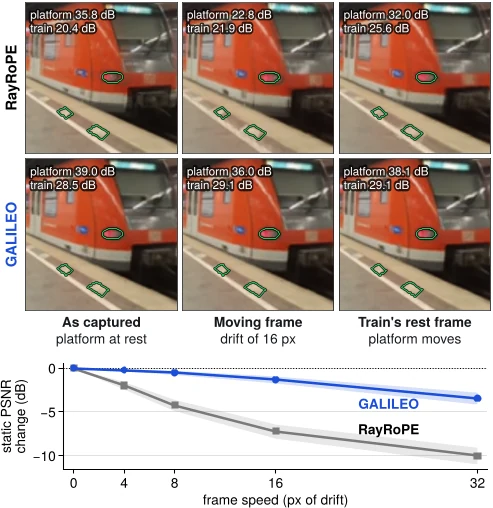 RayRoPE
platform 35.8 dB
train 20.4 dB
platform 22.8 dB
train 21.9 dB
platform 32.0 dB
train 25.6 dB
GALILEO
platform 39.0 dB
train 28.5 dB
platform 36.0 dB
train 29.1 dB
platform 38.1 dB
train 29.1 dB
As captured
platform at rest
Moving frame
drift of 16 px
Train's rest frame
platform moves
static PSNR
change (dB)
0
−5
−10
GALILEO
RayRoPE
0
4
8
16
32
frame speed (px of drift)